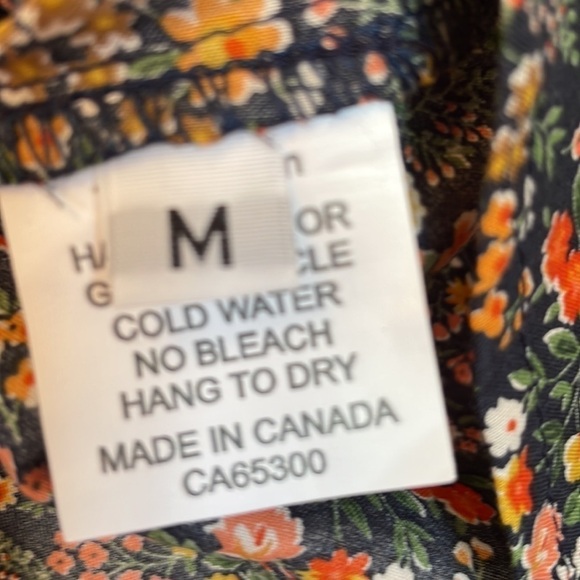 M
OR
COLD WATER
NO BLEACH
HANG TO DRY
MADE IN CANADA
CA65300